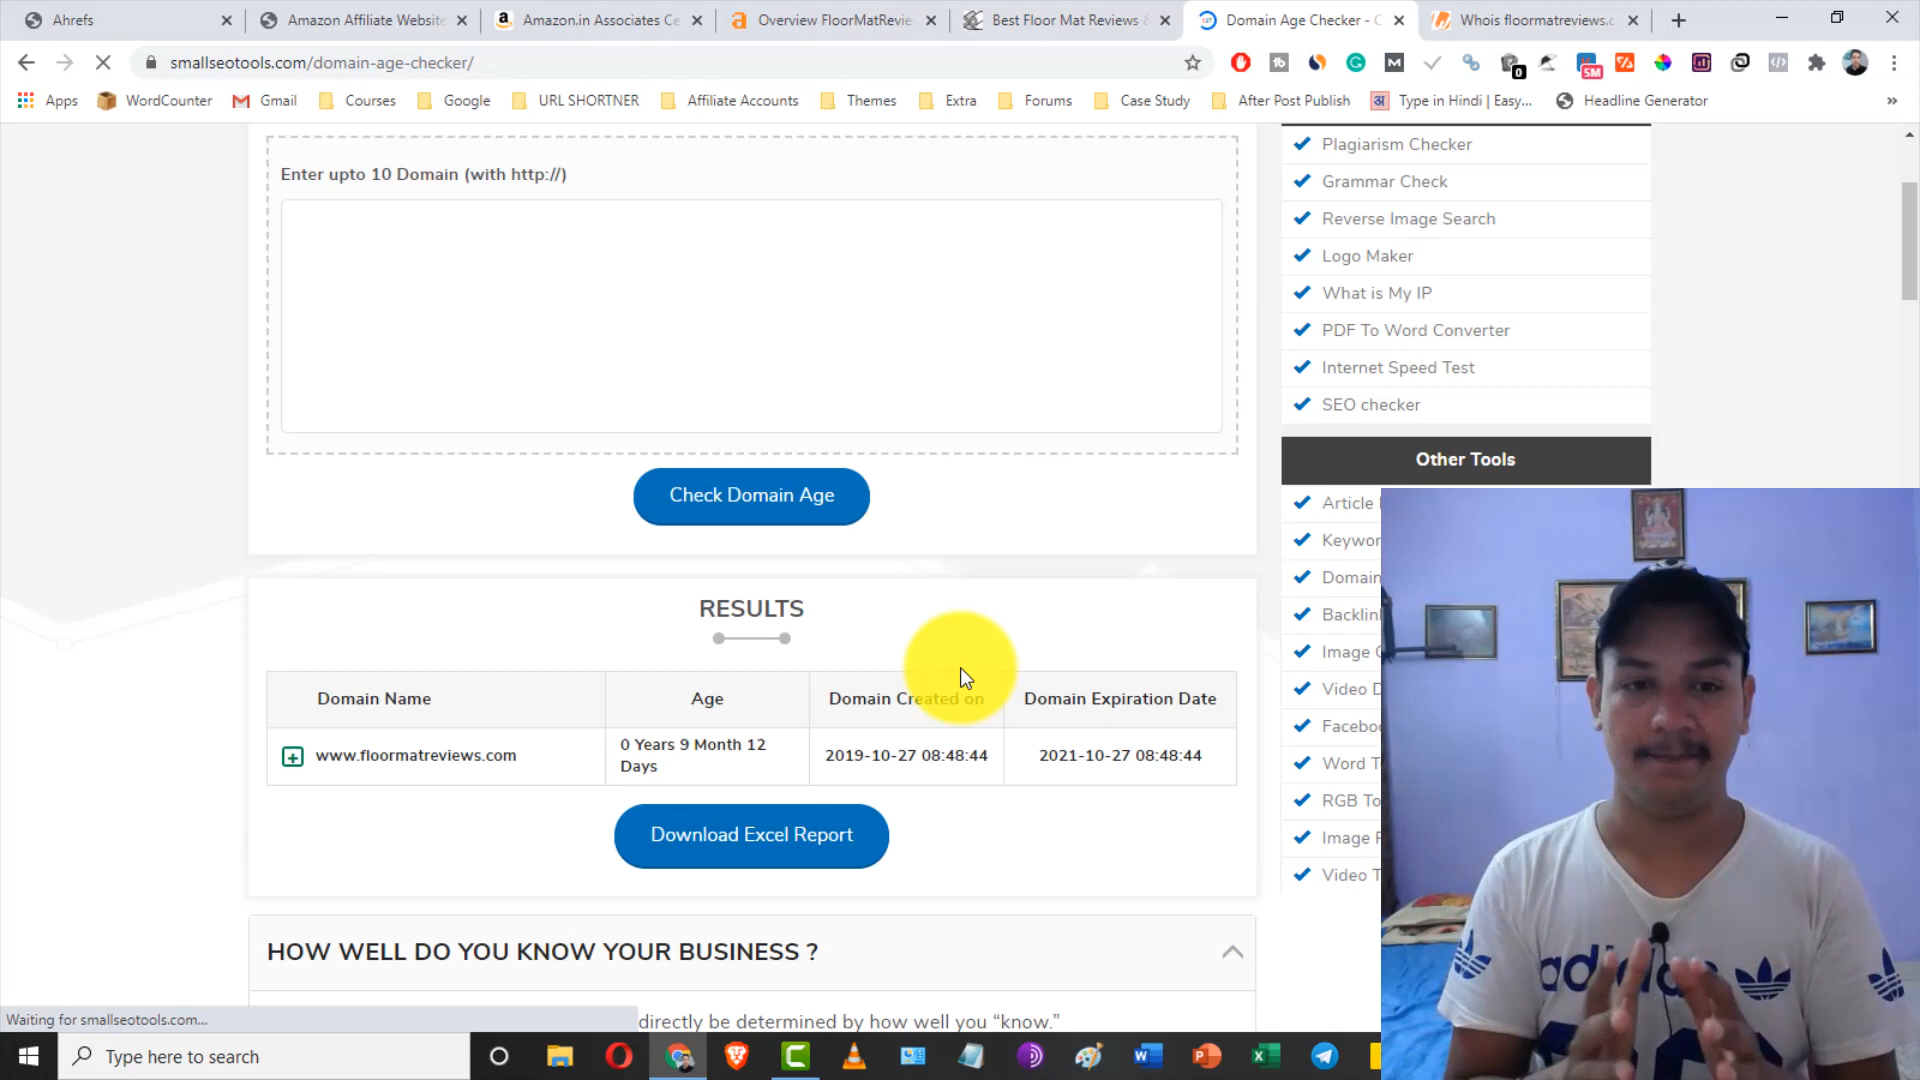 Ahrefs
Amazon Affiliate Website
Amazon.in Associates Ce
Overview FloorMatRevie
Best Floor Mat Reviews &
Domain Age Checker - C
Whois floormatreviews.c
smallseotools.com/domain-age-checker/
Apps
WordCounter
Gmail
Courses
Google
URL SHORTNER
Affiliate Accounts
Themes
Extra
Forums
Case Study
After Post Publish
अ
Type in Hindi | Easy...
Headline Generator
Enter upto 10 Domain (with http://)
Check Domain Age
RESULTS
Domain Name
Age
Domain Created on
Domain Expiration Date
www.floormatreviews.com
0 Years 9 Month 12
Days
2019-10-27 08:48:44
2021-10-27 08:48:44
Download Excel Report
HOW WELL DO YOU KNOW YOUR BUSINESS ?
directly be determined by how well you “know.”
Waiting for smallseotools.com...
Plagiarism Checker
Grammar Check
Reverse Image Search
Logo Maker
What is My IP
PDF To Word Converter
Internet Speed Test
SEO checker
Other Tools
Article
Keywor
Domain
Backlin
Image
Video D
Facebo
Word T
RGB To
Image
Video T
adidas
Type here to search